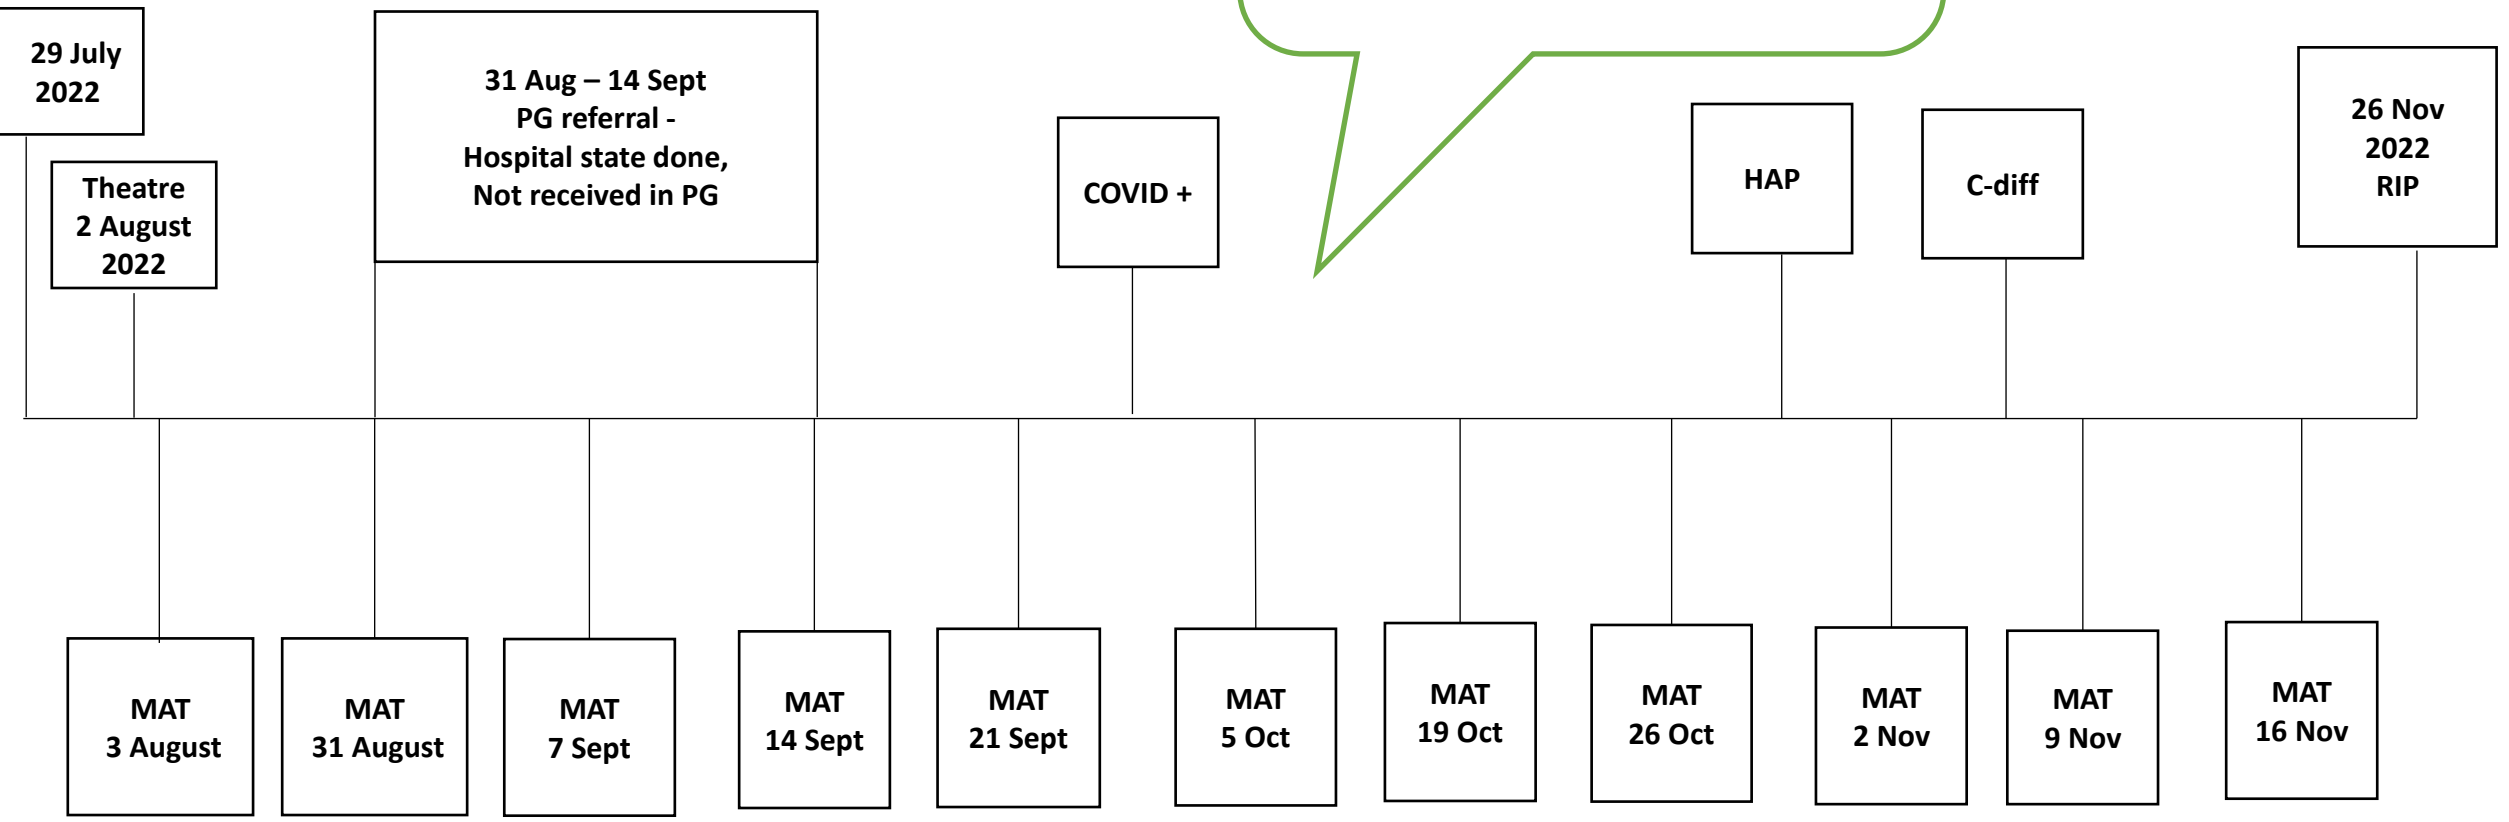 29 July
2022
Theatre
2 August
2022
31 Aug – 14 Sept
PG referral -
Hospital state done,
Not received in PG
COVID +
HAP
C-diff
26 Nov
2022
RIP
MAT
3 August
MAT
31 August
MAT
7 Sept
MAT
14 Sept
MAT
21 Sept
MAT
5 Oct
MAT
19 Oct
MAT
26 Oct
MAT
2 Nov
MAT
9 Nov
MAT
16 Nov